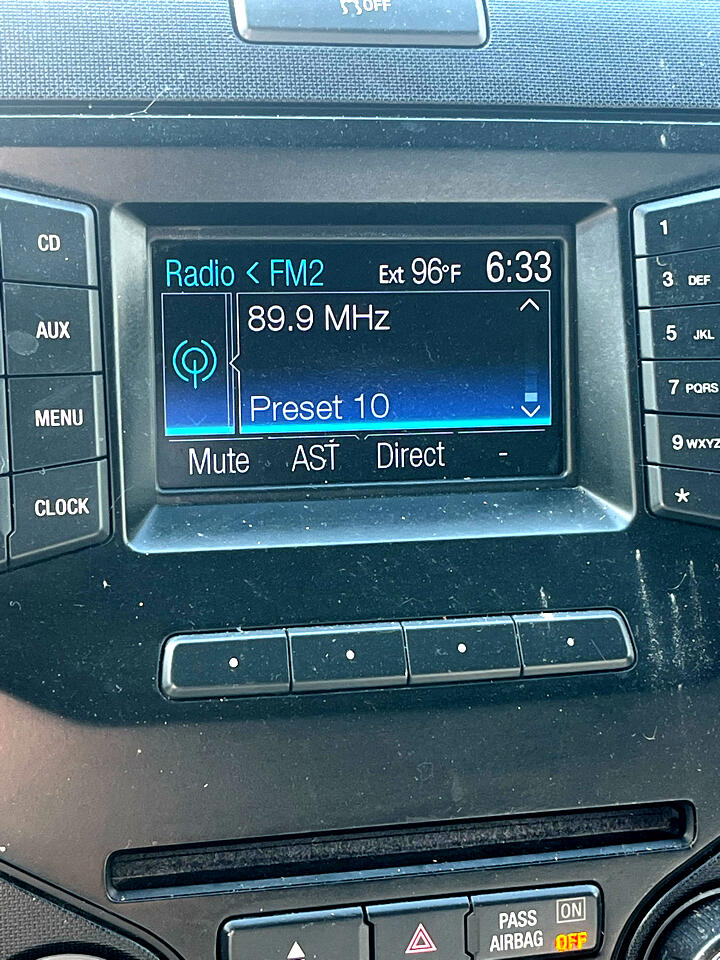 OFF
CD
AUX
MENU
CLOCK
Radio < FM2 Ext 96°F 6:33
89.9 MHz
Preset 10
Mute AST Direct -
1
3 DEF
5 JKL
7 PQRS
9 WXYZ
*
PASS AIRBAG ON OFF